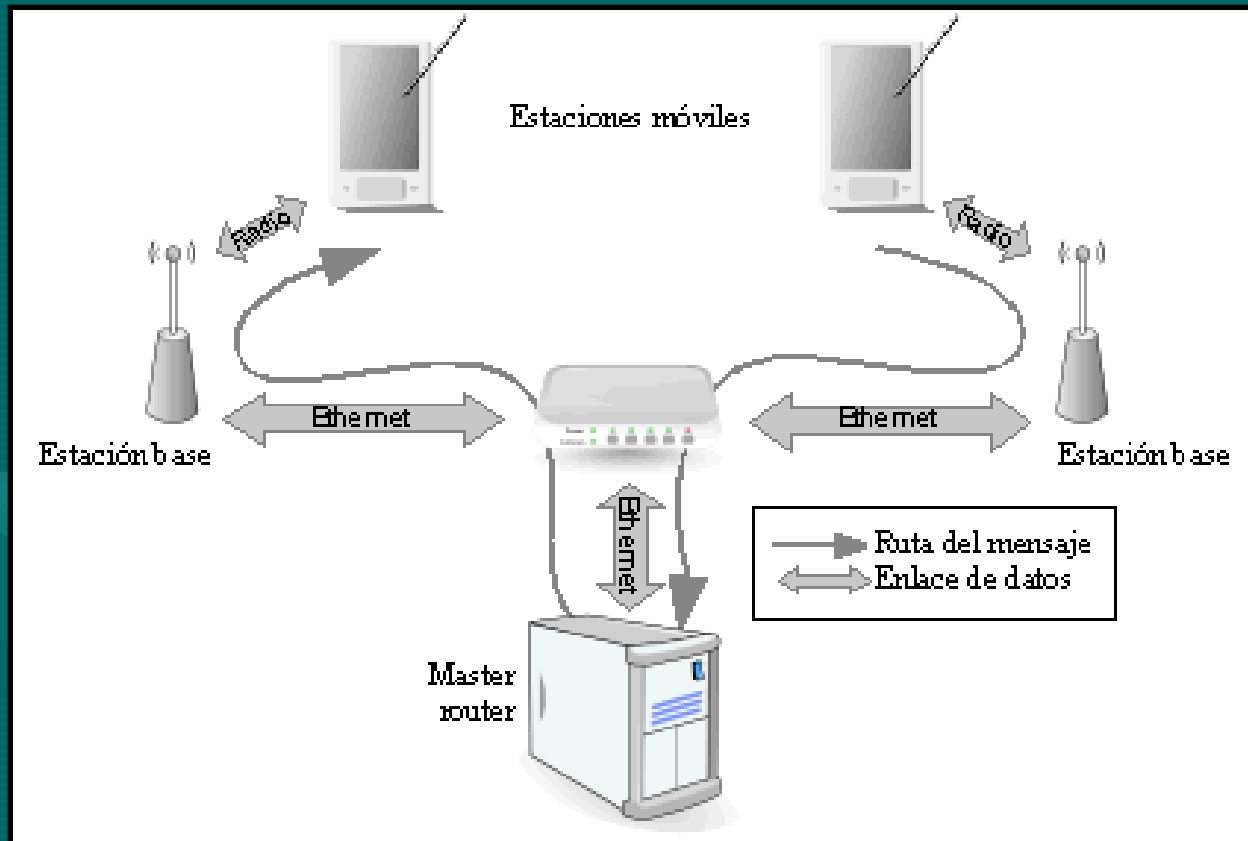 Estaciones móviles
Radio
Radio
Ethernet
Ethernet
Estación base
Estación base
Ethernet
Ruta del mensaje
Enlace de datos
Master
router